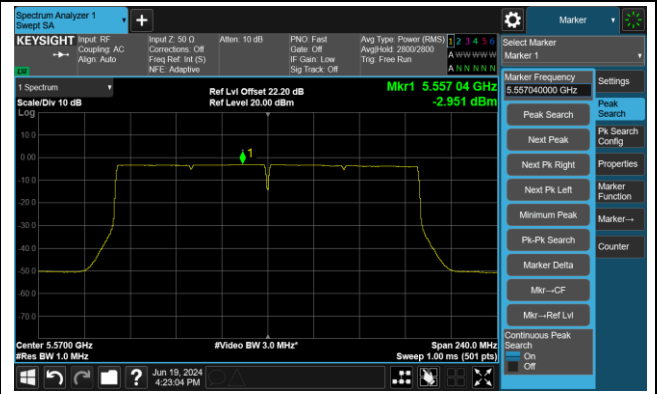 Spectrum Analyzer 1
Swept SA
Marker
KEYSIGHT
Input: RF
Coupling: AC
Align: Auto
Input Z: 50 Ω
Corrections: Off
Freq Ref: Int (S)
NFE: Adaptive
Atten: 10 dB
PNO: Fast
Gate: Off
IF Gain: Low
Sig Track: Off
Avg Type: Power (RMS)
Avg|Hold: 2800/2800
Trig: Free Run
1 2 3 4 5 6
A W W W W W
A N N N N N
Select Marker
Marker 1
1 Spectrum
Scale/Div 10 dB
Log
Ref Lvl Offset 22.20 dB
Ref Level 20.00 dBm
Mkr1 5.557 04 GHz
-2.951 dBm
10.0
0.00
-10.0
-20.0
-30.0
-40.0
-50.0
-60.0
-70.0
1
Center 5.5700 GHz
#Res BW 1.0 MHz
#Video BW 3.0 MHz*
Span 240.0 MHz
Sweep 1.00 ms (501 pts)
Marker Frequency
5.557040000 GHz
Peak Search
Next Peak
Next Pk Right
Next Pk Left
Minimum Peak
Pk-Pk Search
Marker Delta
Mkr→CF
Mkr→Ref Lvl
Continuous Peak
Search
On
Off
Settings
Peak
Search
Pk Search
Config
Properties
Marker
Function
Marker→
Counter
Jun 19, 2024
4:23:04 PM